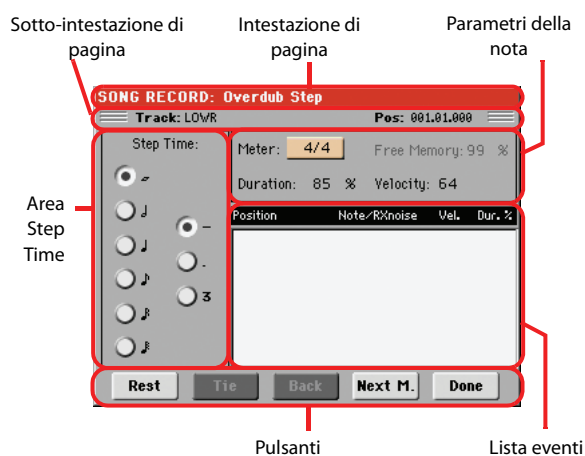 Sotto-intestazione di
pagina
Intestazione di
pagina
Parametri della
nota
SONG RECORD: Overdub Step
Track: LOWR
Pos: 001.01.000
Step Time:
Meter: 4/4
Free Memory: 99 %
Duration: 85 %
Velocity: 64
Area
Step
Time
Position Note/RXnoise Vel. Dur.%
3
Rest
Tie
Back
Next M.
Done
Pulsanti
Lista eventi